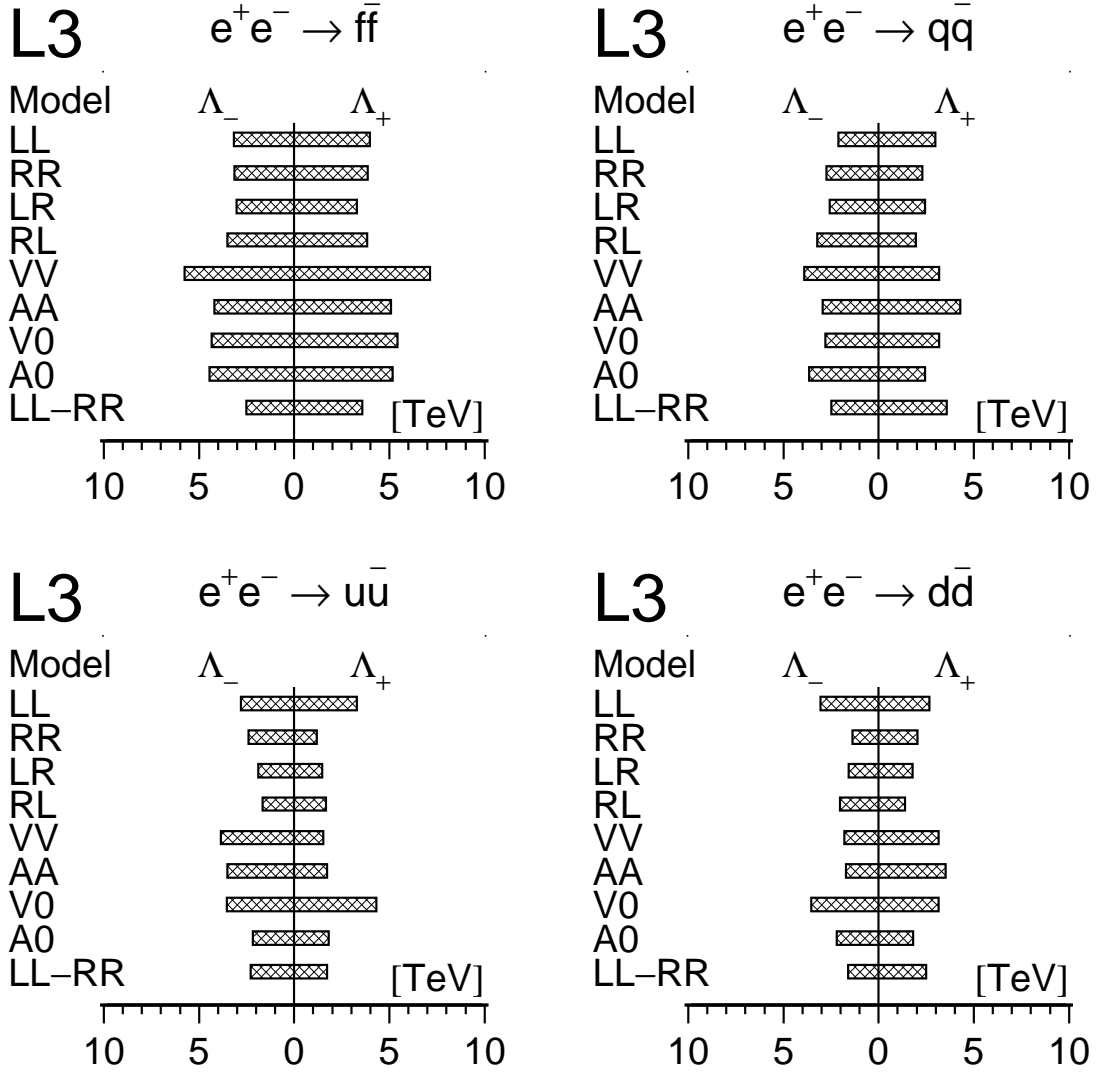 L3 e⁺e⁻ → ff̄
Model Λ₋ Λ₊
LL
RR
LR
RL
VV
AA
V0
A0
LL−RR [TeV]
10 5 0 5 10
L3 e⁺e⁻ → qq̄
Model Λ₋ Λ₊
LL
RR
LR
RL
VV
AA
V0
A0
LL−RR [TeV]
10 5 0 5 10
L3 e⁺e⁻ → uū
Model Λ₋ Λ₊
LL
RR
LR
RL
VV
AA
V0
A0
LL−RR [TeV]
10 5 0 5 10
L3 e⁺e⁻ → dd̄
Model Λ₋ Λ₊
LL
RR
LR
RL
VV
AA
V0
A0
LL−RR [TeV]
10 5 0 5 10